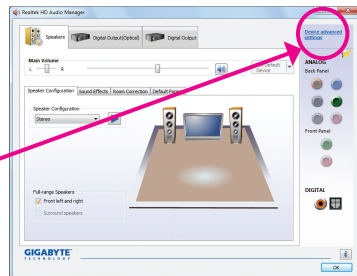 Realtek HD Audio Manager
Speakers
Digital Output(Optical)
Digital Output
Device advanced
settings
Main Volume
L
R
Device
ANALOG
Back Panel
Speaker Configuration
Sound Effects
Room Correction
Default Format
Speaker Configuration
Stereo
Front Panel
Full-range Speakers
Front left and right
Surround speakers
DIGITAL
GIGABYTE
TECHNOLOGY
OK